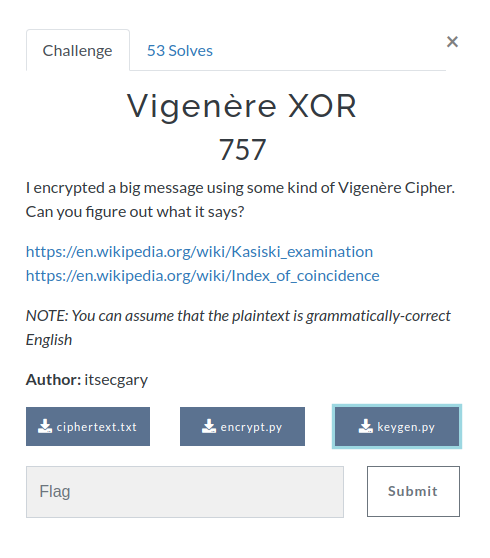 Challenge
53 Solves
×
Vigenère XOR
757
I encrypted a big message using some kind of Vigenère Cipher.
Can you figure out what it says?
https://en.wikipedia.org/wiki/Kasiski_examination
https://en.wikipedia.org/wiki/Index_of_coincidence
NOTE: You can assume that the plaintext is grammatically-correct
English
Author: itsecgary
ciphertext.txt
encrypt.py
keygen.py
Flag
Submit